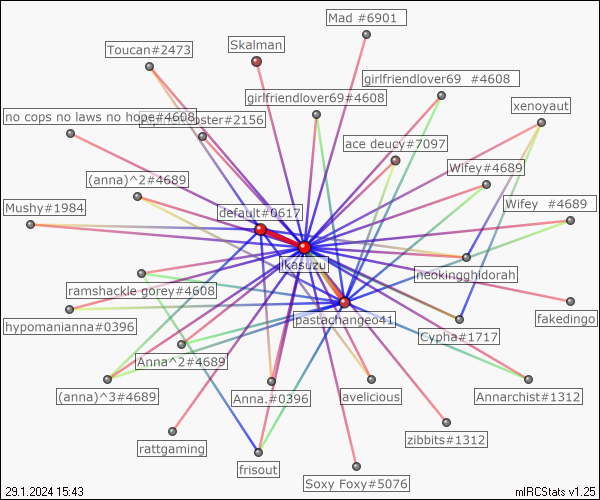 Mad #6901
Skalman
Toucan#2473
girlfriendlover69 #4608
girlfriendlover69#4608
xenoyaut
no cops no laws no hope#4608
#2156
ace deucy#7097
Wifey#4689
(anna)^2#4689
Mushy#1984
default#0617
Wifey #4689
ikasuzu
neokingghidorah
ramshackle gorey#4608
hypomanianna#0396
pastachangeo41
Cypha#1717
fakedingo
Anna^2#4689
(anna)^3#4689
Anna.#0396
avelicious
Annarchist#1312
rattgaming
zibbits#1312
frisout
Soxy Foxy#5076
29.1.2024 15:43
mIRCStats v1.25